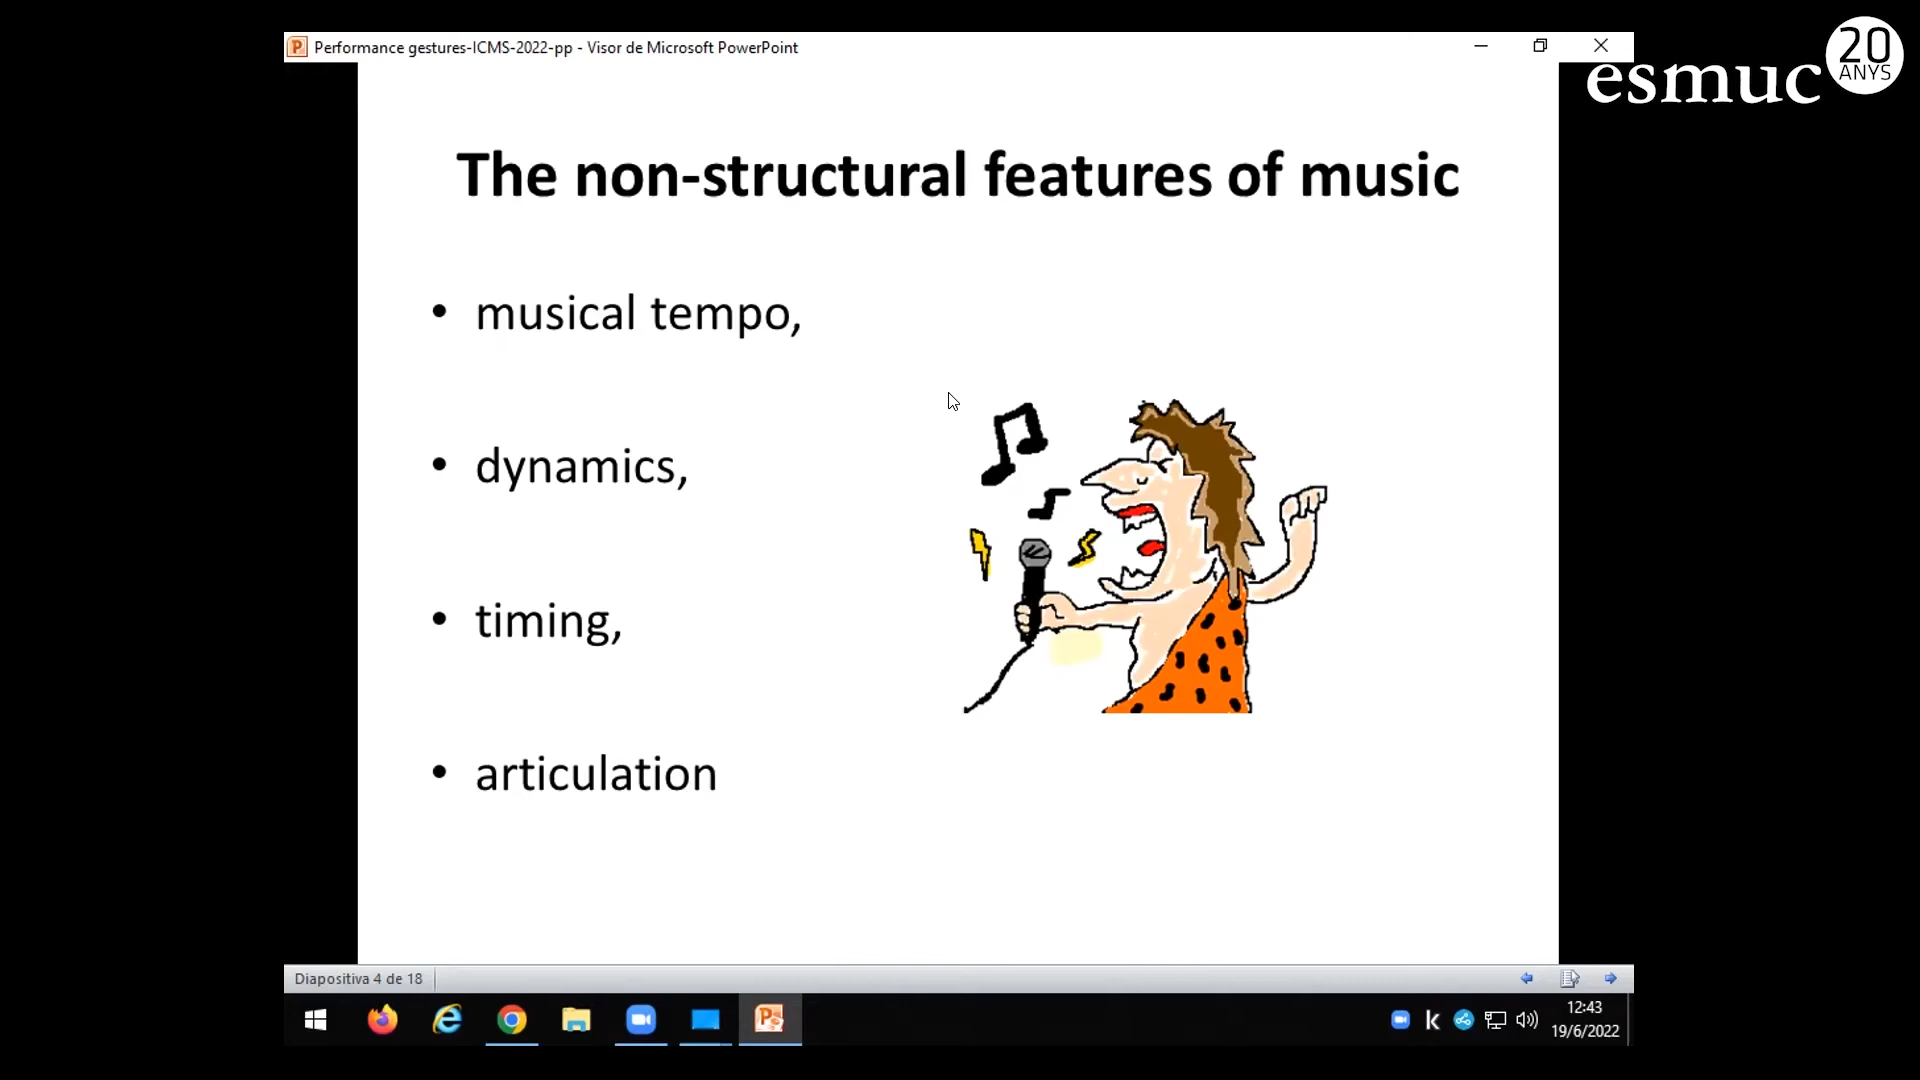 Performance gestures-ICMS-2022-pp - Visor de Microsoft PowerPoint
20
ANYS
esmuc
The non-structural features of music
• musical tempo,
• dynamics,
• timing,
• articulation
Diapositiva 4 de 18
12:43
19/6/2022